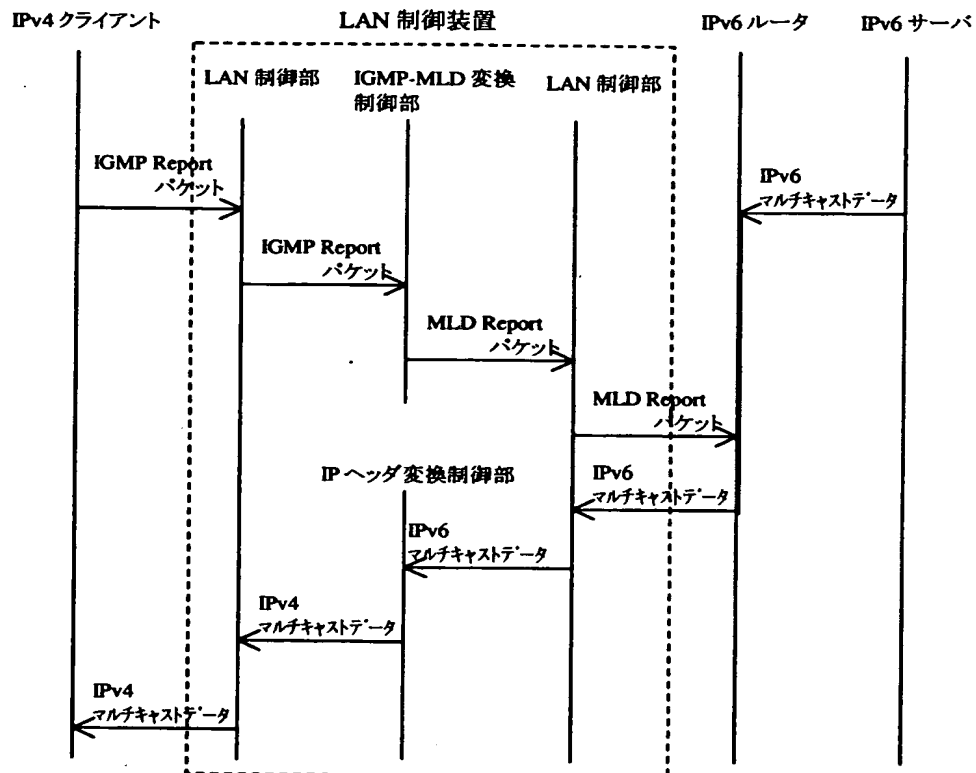 IPv4 クライアント
LAN 制御装置
IPv6 ルータ
IPv6 サーバ
LAN 制御部
IGMP-MLD 変換
制御部
LAN 制御部
IGMP Report
パケット
IPv6
マルチキャストデータ
IGMP Report
パケット
MLD Report
パケット
MLD Report
パケット
IP ヘッダ変換制御部
IPv6
マルチキャストデータ
IPv6
マルチキャストデータ
IPv4
マルチキャストデータ
IPv4
マルチキャストデータ